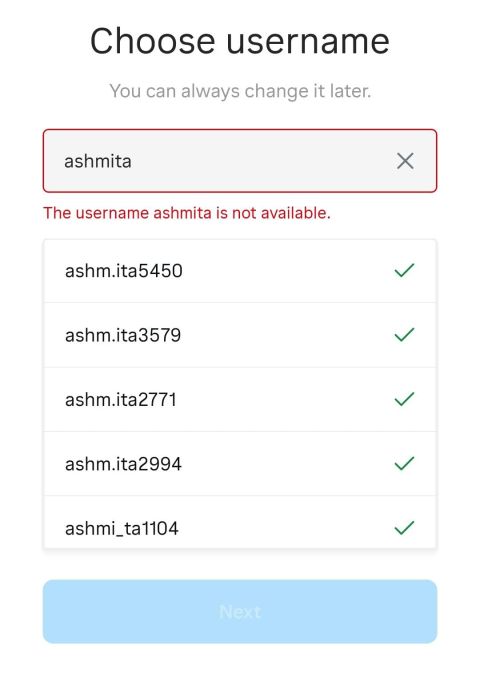 Choose username
You can always change it later.
ashmita
The username ashmita is not available.
ashm.ita5450
ashm.ita3579
ashm.ita2771
ashm.ita2994
ashmi_ta1104
Next